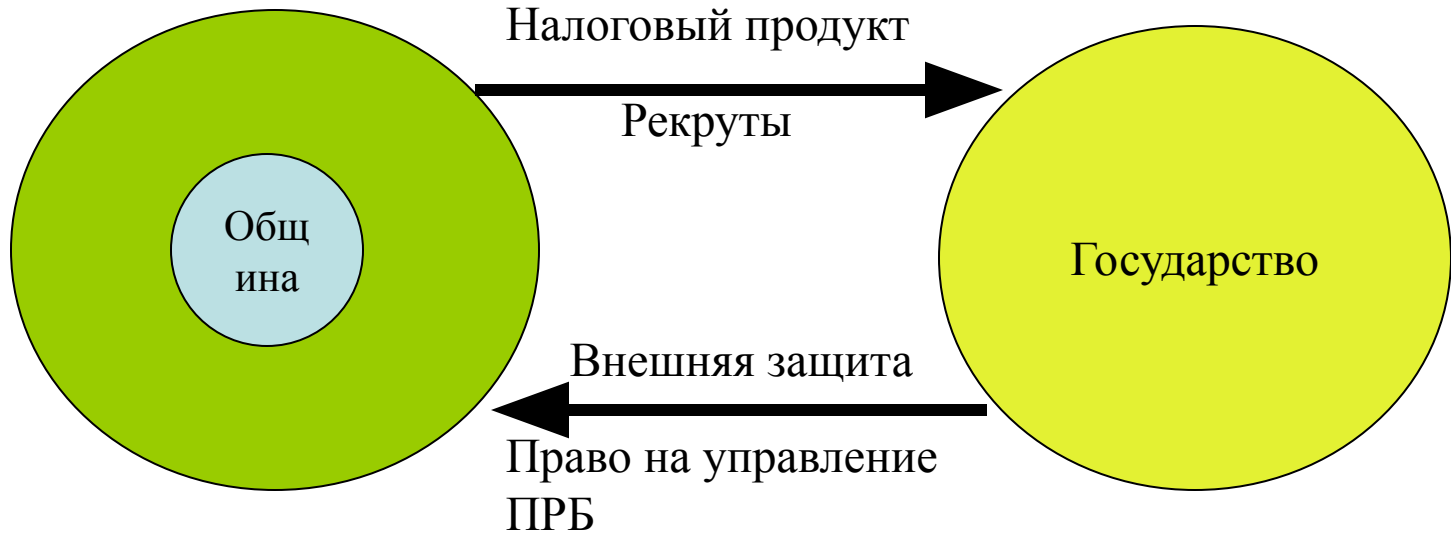 Налоговый продукт
Рекруты
Общ
ина
Государство
Внешняя защита
Право на управление
ПРБ